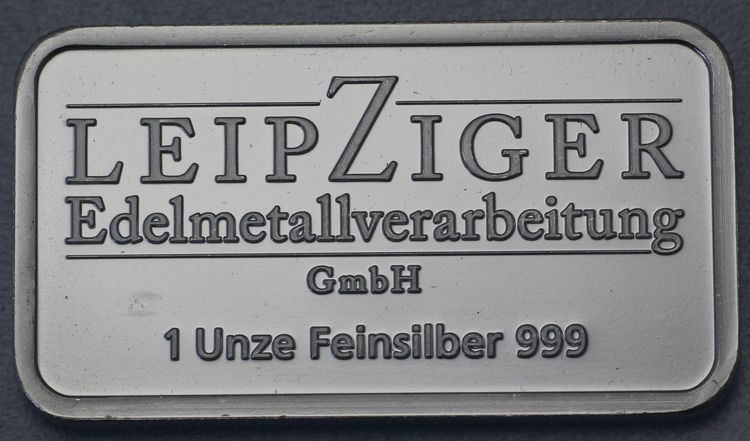 LEIPZIGER
Edelmetallverarbeitung
GmbH
1 Unze Feinsilber 999